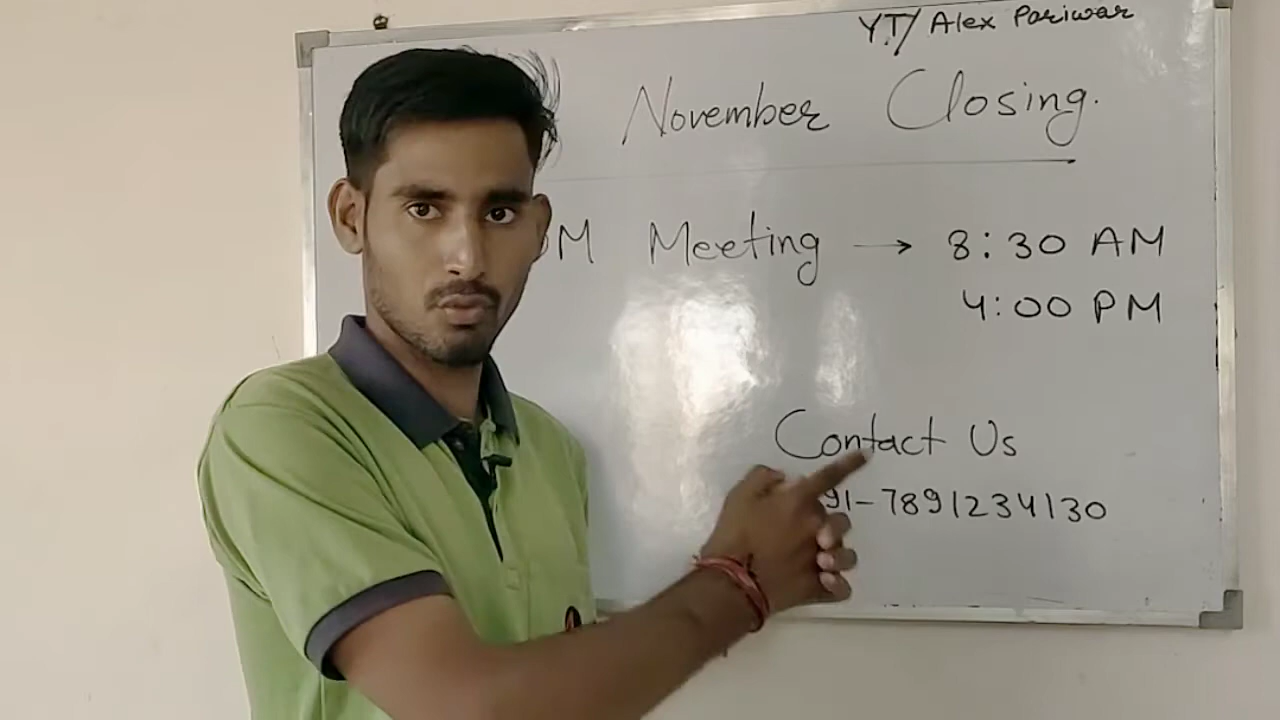 YT/ Alex Pariwar
November Closing.
Meeting → 8:30 AM
4:00 PM
Contact Us
91-7891234130